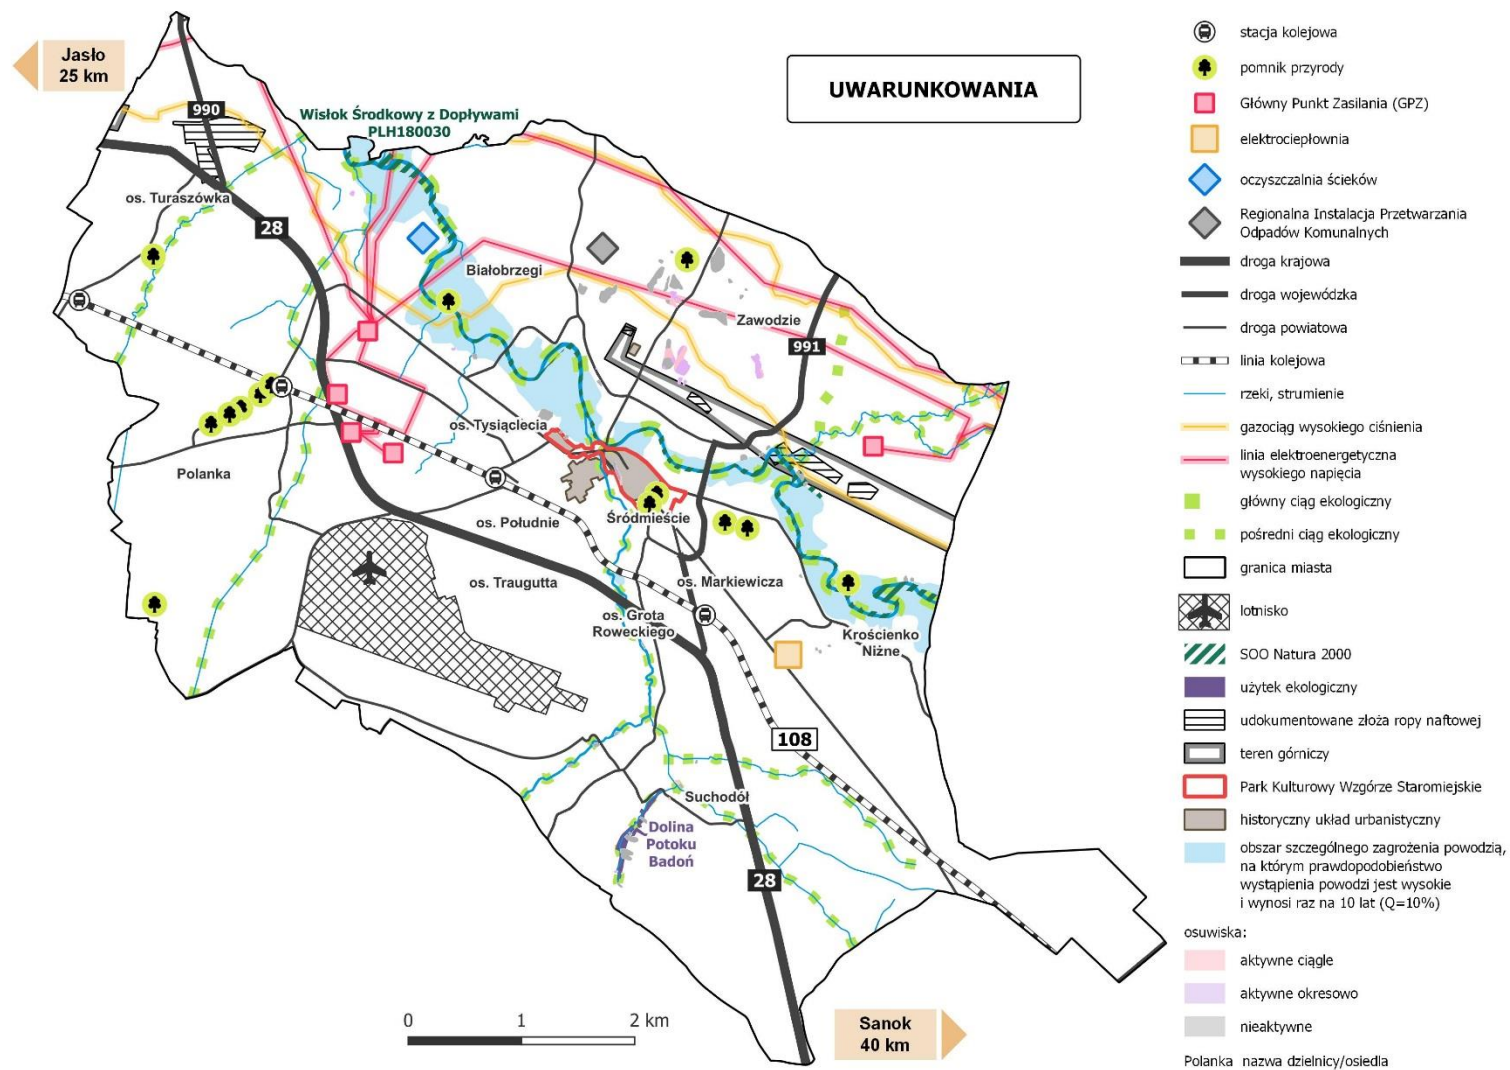 Jasło
25 km
UWARUNKOWANIA
990
Wisłok Środkowy z Dopływami
PLH180030
os. Turaszówka
28
Białobrzegi
Zawodzie
991
os. Tysiąclecia
Polanka
Śródmieście
os. Południe
os. Traugutta
os. Markiewicza
os. Grota
Roweckiego
Krościenko
Niżne
108
Suchodół
Dolina
Potoku
Badoń
28
0 1 2 km
Sanok
40 km
stacja kolejowa
pomnik przyrody
Główny Punkt Zasilania (GPZ)
elektrociepłownia
oczyszczalnia ścieków
Regionalna Instalacja Przetwarzania
Odpadów Komunalnych
droga krajowa
droga wojewódzka
droga powiatowa
linia kolejowa
rzeki, strumienie
gazociąg wysokiego ciśnienia
linia elektroenergetyczna
wysokiego napięcia
główny ciąg ekologiczny
pośredni ciąg ekologiczny
granica miasta
lotnisko
SOO Natura 2000
użytek ekologiczny
udokumentowane złoża ropy naftowej
teren górniczy
Park Kulturowy Wzgórze Staromiejskie
historyczny układ urbanistyczny
obszar szczególnego zagrożenia powodzią,
na którym prawdopodobieństwo
wystąpienia powodzi jest wysokie
i wynosi raz na 10 lat (Q=10%)
osuwiska:
aktywne ciągle
aktywne okresowo
nieaktywne
Polanka nazwa dzielnicy/osiedla